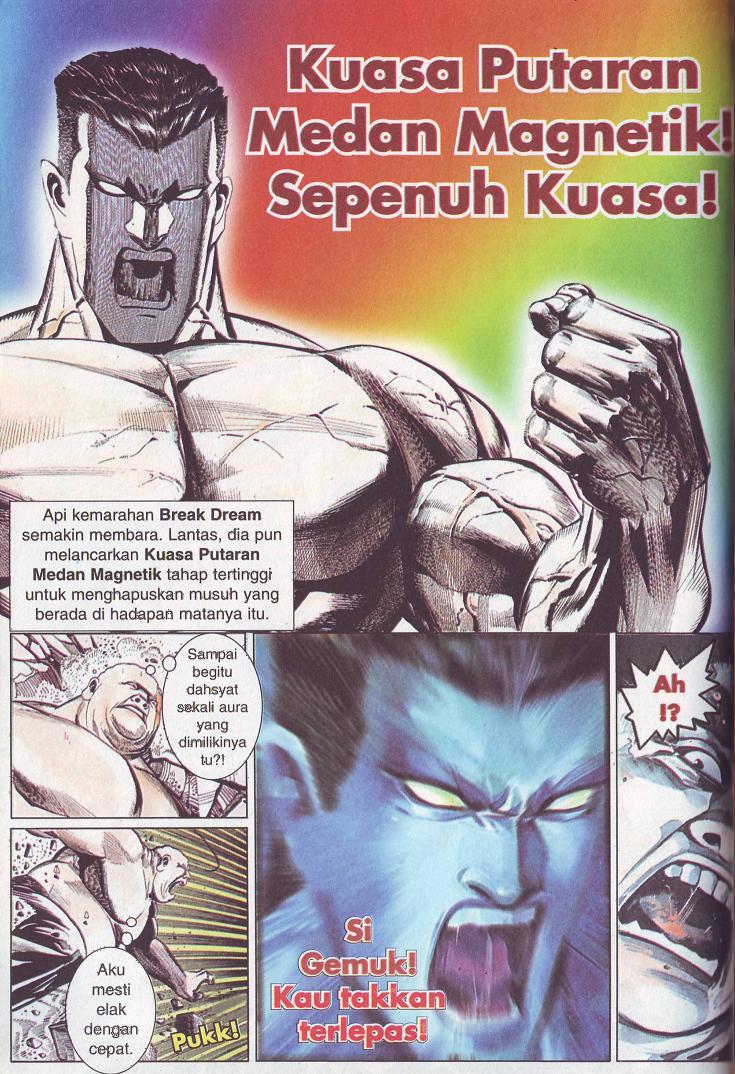 Kuasa Putaran
Medan Magnetik!
Sepenuh Kuasa!
Api kemarahan Break Dream
semakin membara. Lantas, dia pun
melancarkan Kuasa Putaran
Medan Magnetik tahap tertinggi
untuk menghapuskan musuh yang
berada di hadapan matanya itu.
Sampai
begitu
dahsyat
sekali aura
yang
dimilikinya
tu?!
Aku
mesti
elak
dengan
cepat.
Pukk!
Si
Gemuk!
Kau takkan
terlepas!
Ah
!?